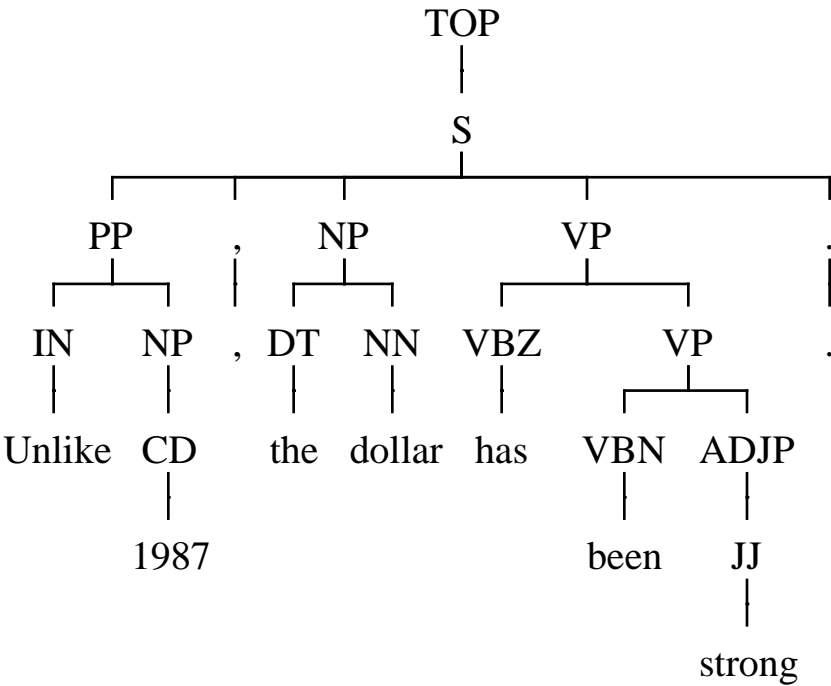 TOP
S
PP , NP VP .
IN NP , DT NN VBZ VP .
Unlike CD the dollar has VBN ADJP
1987 been JJ
strong